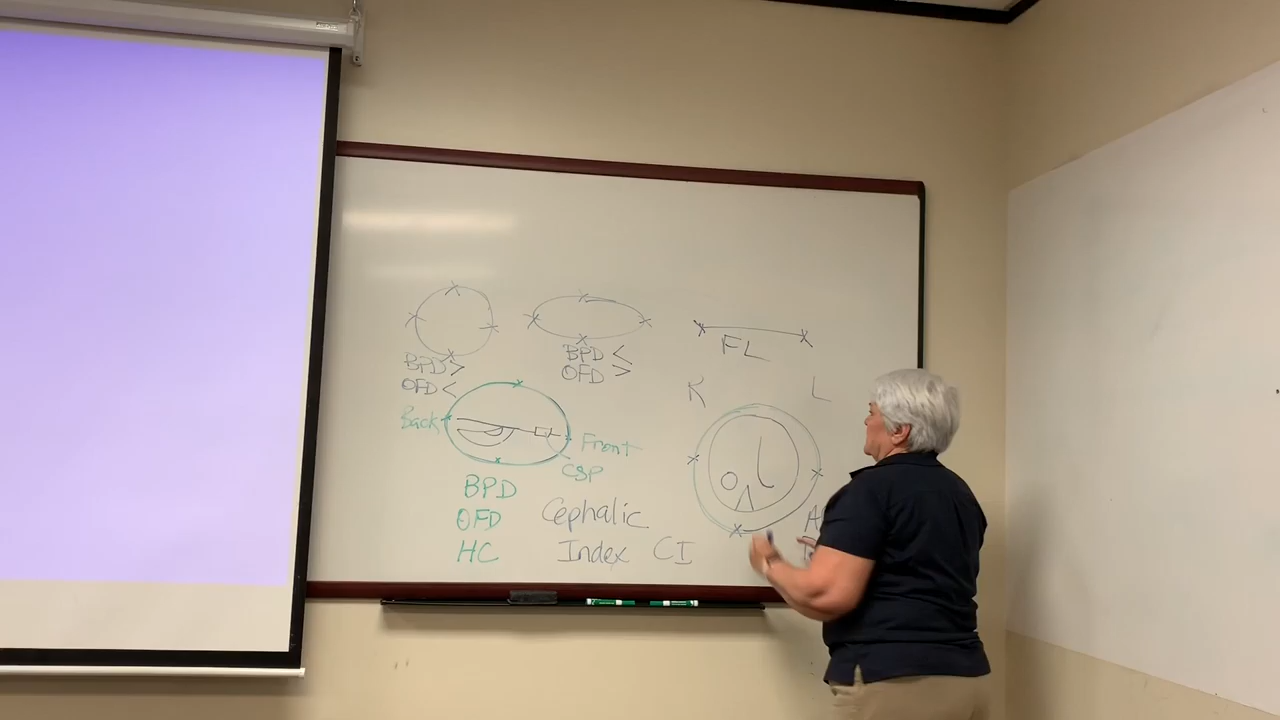 BPD >
OFD <
BPD <
OFD >
FL
R L
Back
Front
CSP
BPD
OFD
HC
Cephalic
Index CI